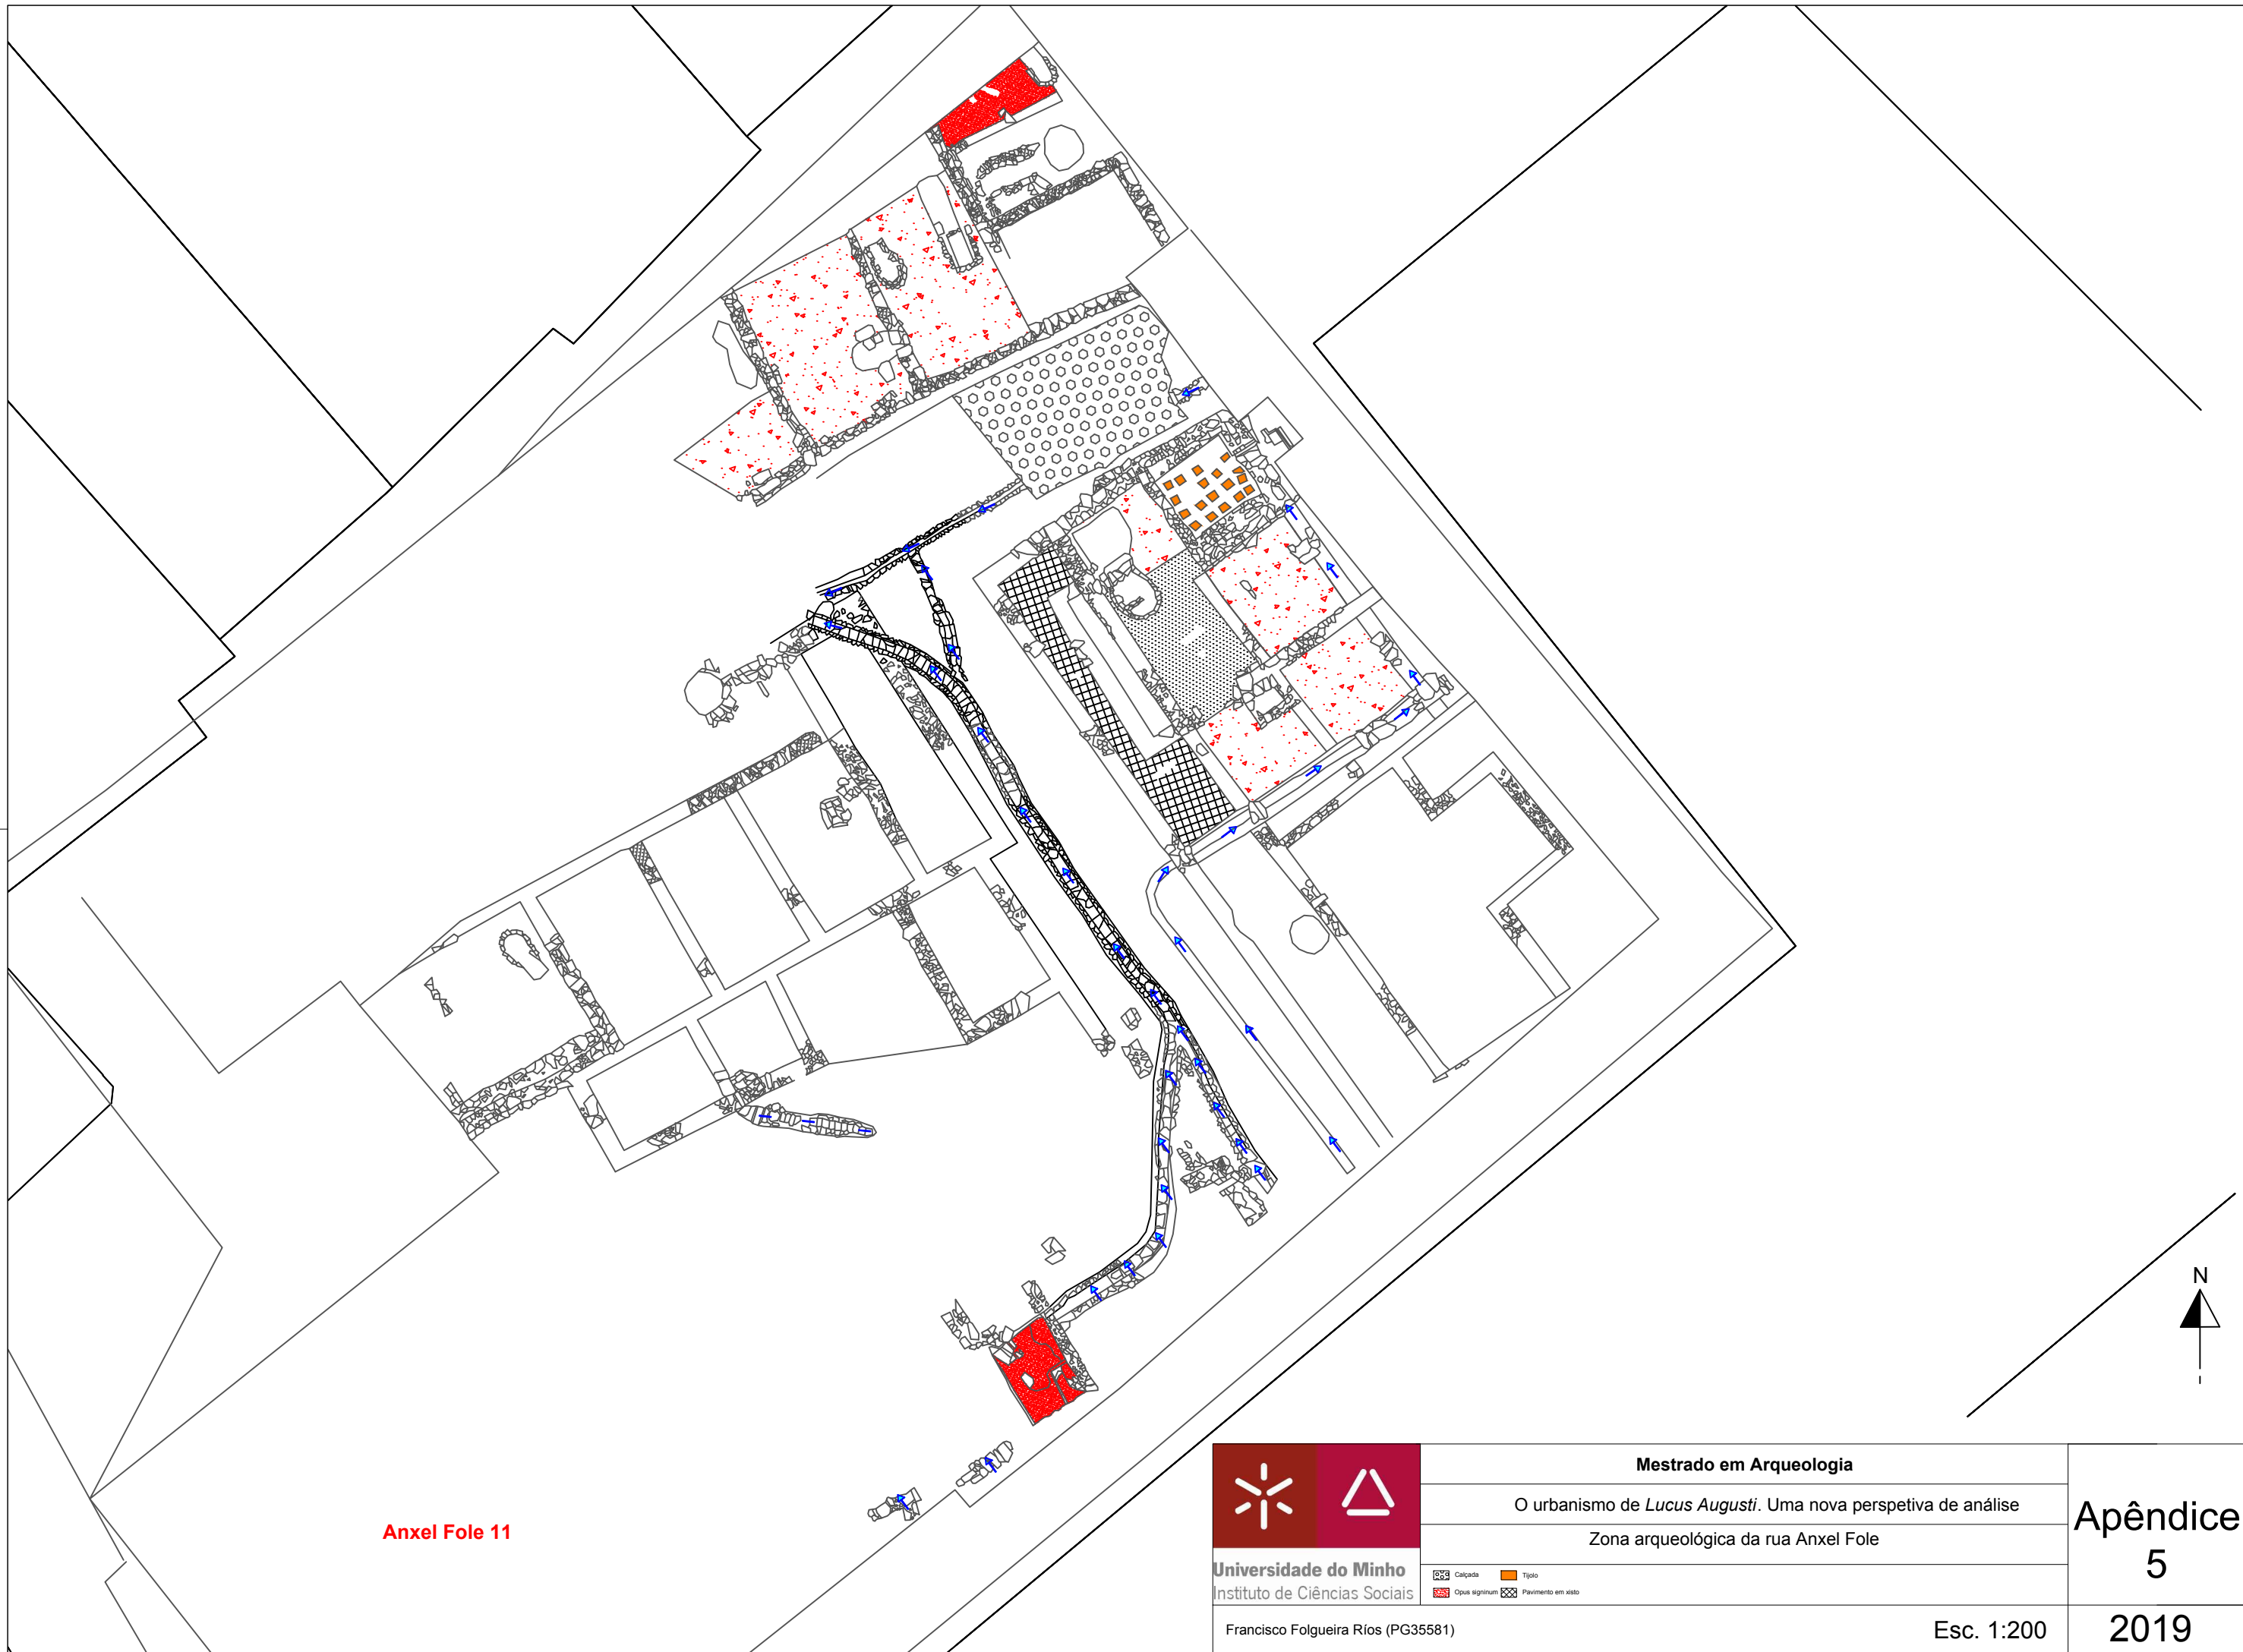 N
Anxel Fole 11
Mestrado em Arqueologia
O urbanismo de Lucus Augusti. Uma nova perspetiva de análise
Zona arqueológica da rua Anxel Fole
Universidade do Minho
Instituto de Ciências Sociais
Calçada
Tijolo
Opus signinum
Pavimento em xisto
Francisco Folgueira Ríos (PG35581)
Esc. 1:200
Apêndice
5
2019